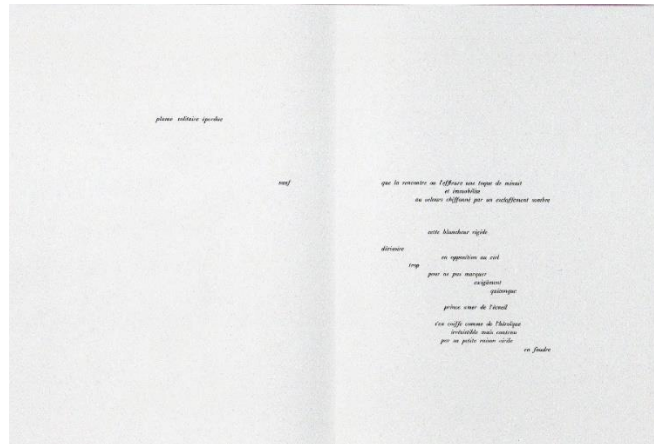 plume solitaire éperdue
sauf
que la rencontre ou l'effleure une toque de minuit
et immobilise
au velours chiffonné par un esclaffement sombre
cette blancheur rigide
dérisoire
en opposition au ciel
trop
pour ne pas marquer
exigüment
quiconque
prince amer de l'écueil
s'en coiffe comme de l'héroïque
irrésistible mais contenu
par sa petite raison virile
en foudre